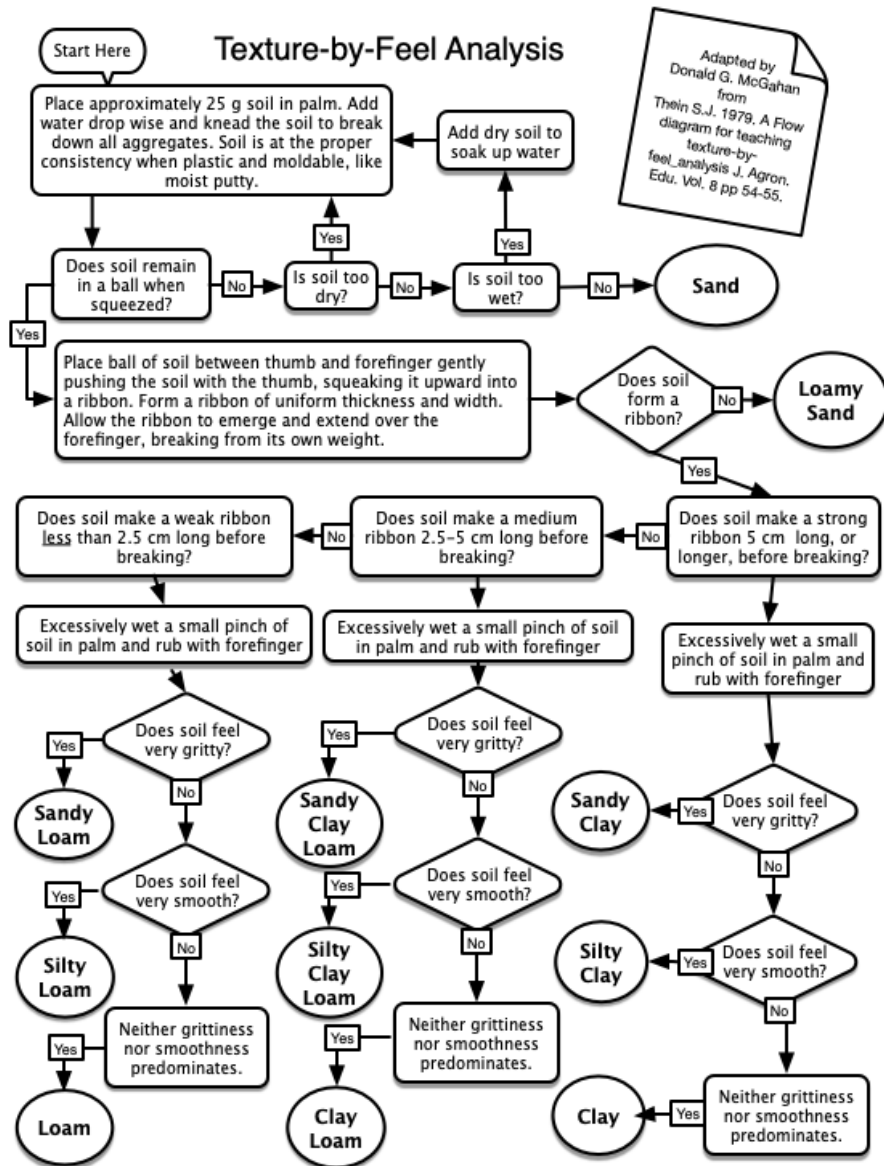 Start Here
Texture-by-Feel Analysis
Adapted by
Donald G. McGahan
from
Thein S.J. 1979. A Flow
diagram for teaching
texture-by-
feel_analysis J. Agron.
Edu. Vol. 8 pp 54-55.
Place approximately 25 g soil in palm. Add
water drop wise and knead the soil to break
down all aggregates. Soil is at the proper
consistency when plastic and moldable, like
moist putty.
Add dry soil to
soak up water
Yes
Yes
Does soil remain
in a ball when
squeezed?
No
Is soil too
dry?
No
Is soil too
wet?
No
Sand
Yes
Place ball of soil between thumb and forefinger gently
pushing the soil with the thumb, squeaking it upward into
a ribbon. Form a ribbon of uniform thickness and width.
Allow the ribbon to emerge and extend over the
forefinger, breaking from its own weight.
Does soil
form a
ribbon?
No
Loamy
Sand
Yes
Does soil make a weak ribbon
less than 2.5 cm long before
breaking?
No
Does soil make a medium
ribbon 2.5-5 cm long before
breaking?
No
Does soil make a strong
ribbon 5 cm long, or
longer, before breaking?
Excessively wet a small pinch of
soil in palm and rub with forefinger
Excessively wet a small pinch of soil
in palm and rub with forefinger
Excessively wet a small
pinch of soil in palm and
rub with forefinger
Yes
Does soil feel
very gritty?
Sandy
Loam
No
Yes
Does soil feel
very gritty?
Sandy
Clay
Loam
No
Sandy
Clay
Yes
Does soil feel
very gritty?
No
Yes
Does soil feel
very smooth?
Silty
Loam
No
Yes
Does soil feel
very smooth?
Silty
Clay
Loam
No
Silty
Clay
Yes
Does soil feel
very smooth?
No
Yes
Neither grittiness
nor smoothness
predominates.
Loam
Yes
Neither grittiness
nor smoothness
predominates.
Clay
Loam
Clay
Yes
Neither grittiness
nor smoothness
predominates.